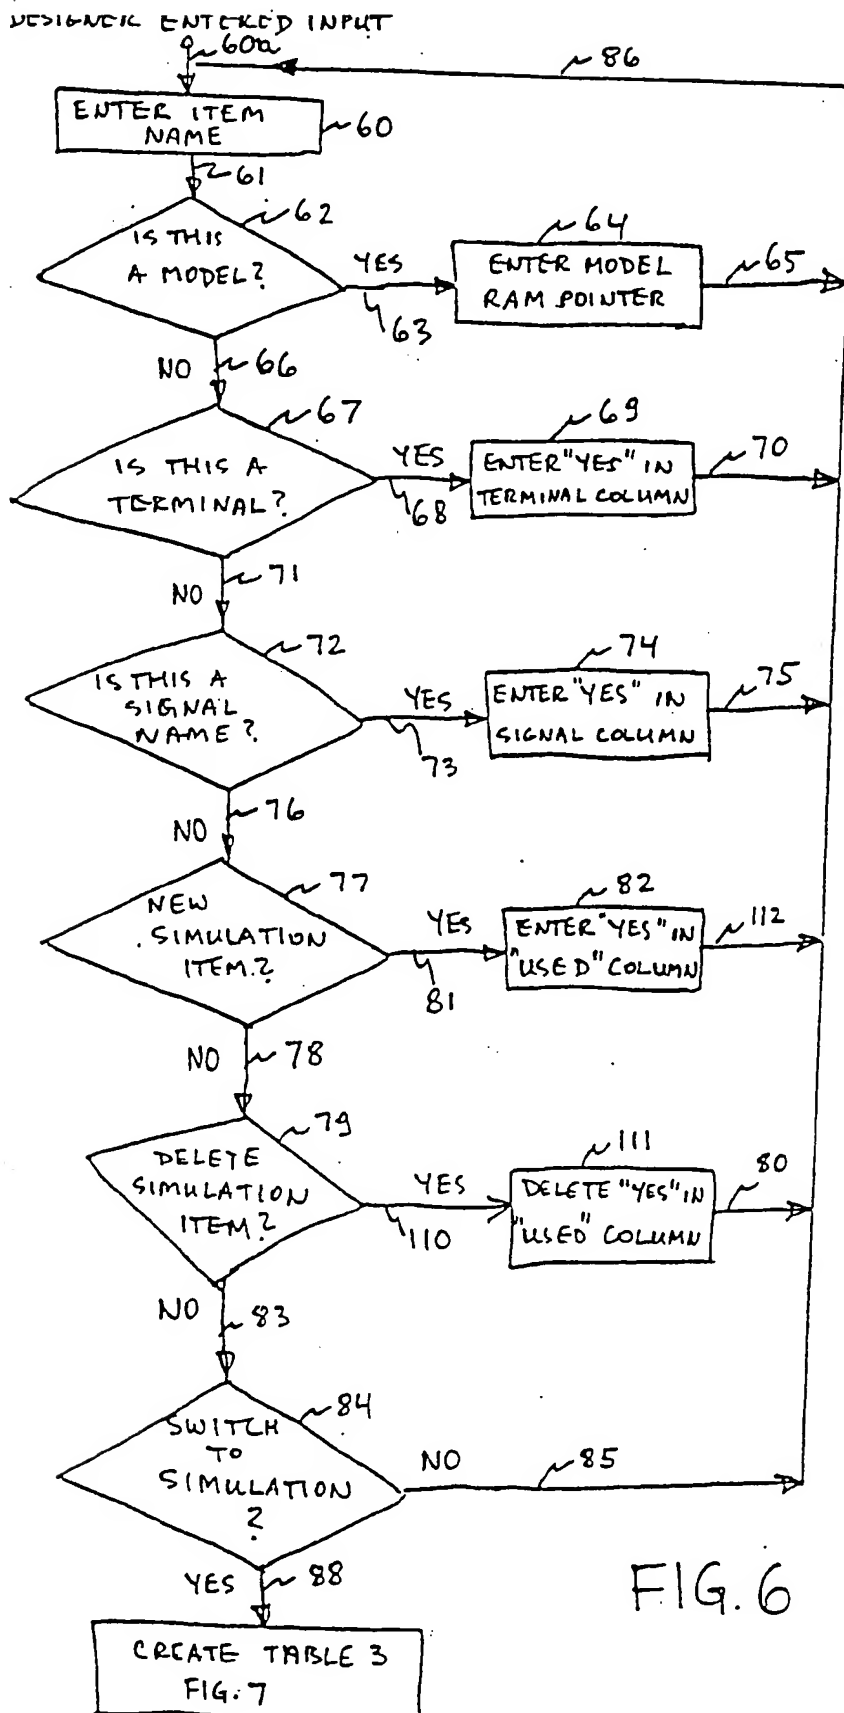 DESIGNER ENTERED INPUT
60a
86
ENTER ITEM
NAME
60
61
62
IS THIS
A MODEL?
YES
63
64
ENTER MODEL
RAM POINTER
65
NO
66
67
IS THIS A
TERMINAL?
YES
68
69
ENTER "YES" IN
TERMINAL COLUMN
70
NO
71
72
IS THIS A
SIGNAL
NAME?
YES
73
74
ENTER "YES" IN
SIGNAL COLUMN
75
NO
76
77
NEW
SIMULATION
ITEM?
YES
81
82
ENTER "YES" IN
"USED" COLUMN
112
NO
78
79
DELETE
SIMULATION
ITEM?
YES
110
111
DELETE "YES" IN
"USED" COLUMN
80
NO
83
84
SWITCH
TO
SIMULATION
?
NO
85
YES
88
CREATE TABLE 3
FIG. 7
FIG. 6